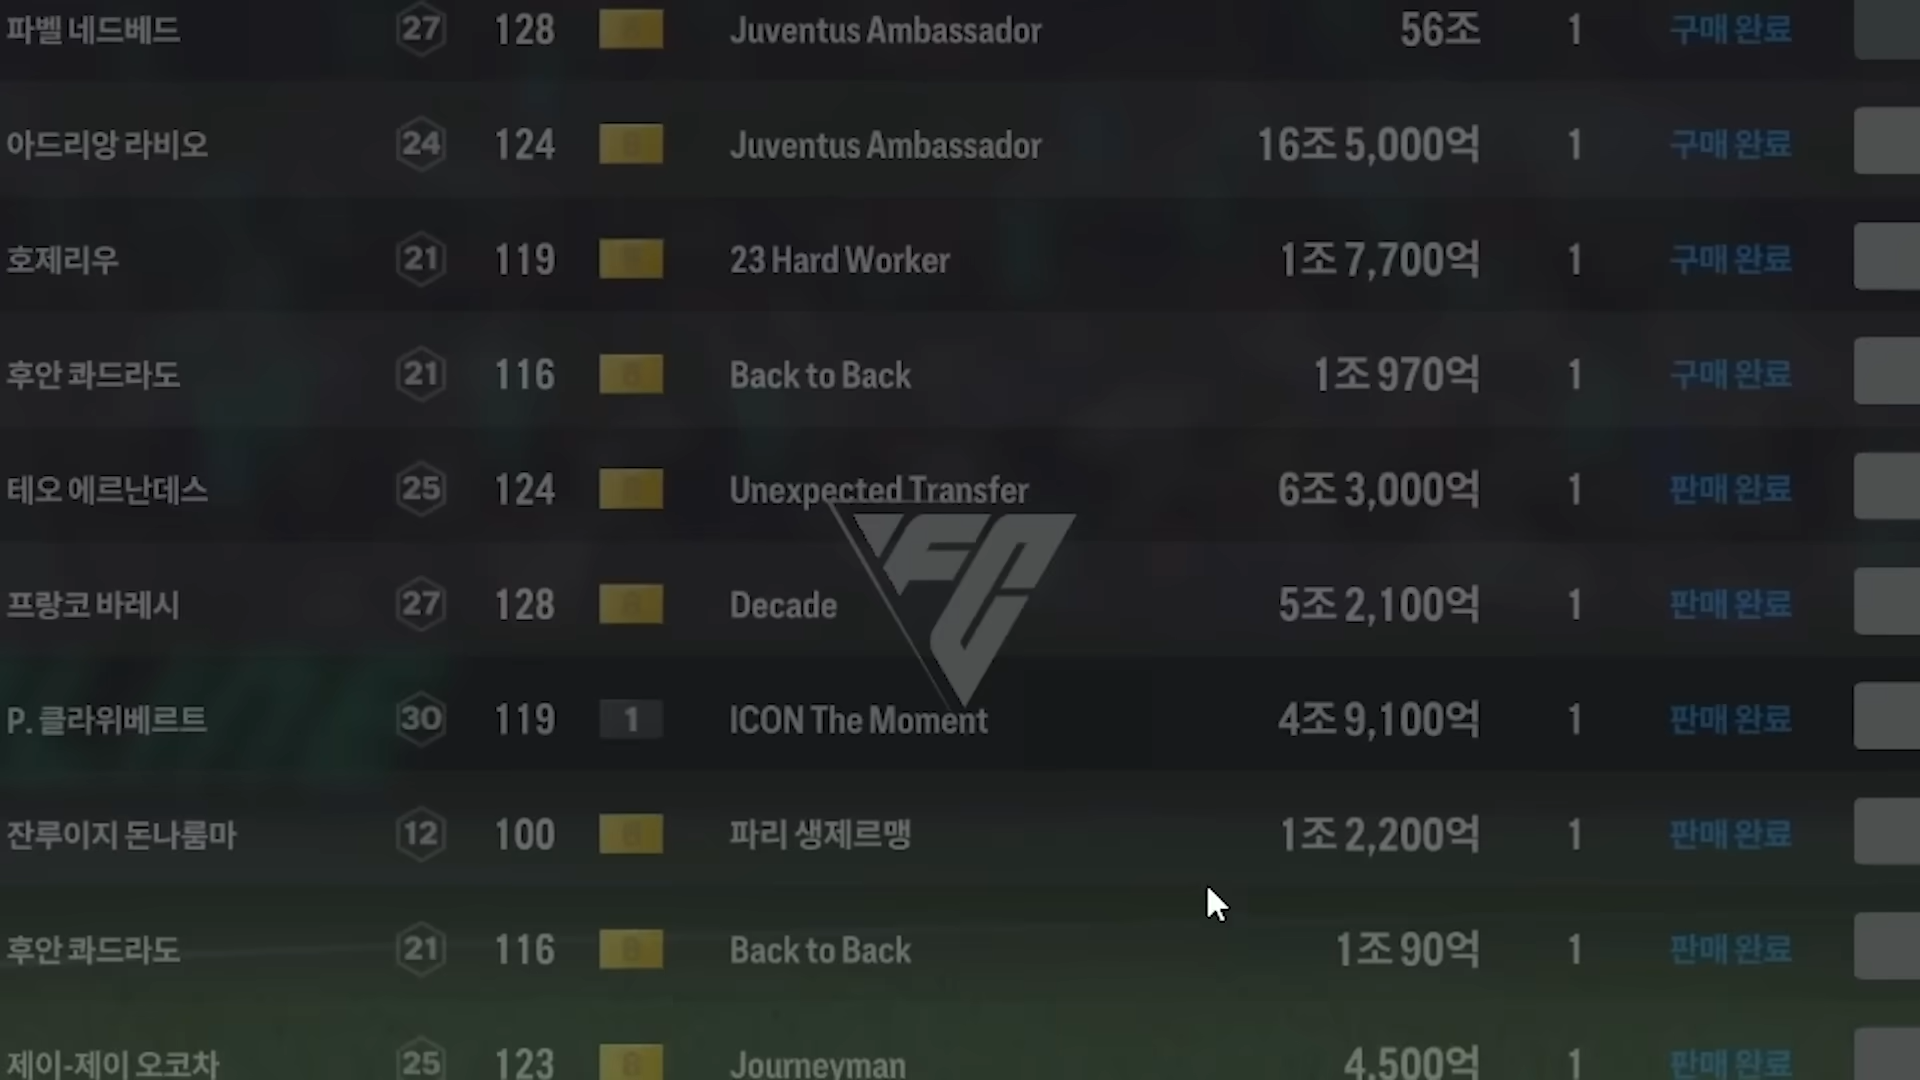 파벨 네드베드 27 128 Juventus Ambassador 56조 1 구매 완료
아드리앙 라비오 24 124 8 Juventus Ambassador 16조 5,000억 1 구매 완료
호제리우 21 119 23 Hard Worker 1조 7,700억 1 구매 완료
후안 콰드라도 21 116 8 Back to Back 1조 970억 1 구매 완료
테오 에르난데스 25 124 Unexpected Transfer 6조 3,000억 1 판매 완료
프랑코 바레시 27 128 8 Decade 5조 2,100억 1 판매 완료
FC
P. 클라위베르트 30 119 1 ICON The Moment 4조 9,100억 1 판매 완료
잔루이지 돈나룸마 12 100 8 파리 생제르맹 1조 2,200억 1 판매 완료
후안 콰드라도 21 116 8 Back to Back 1조 90억 1 판매 완료
제이-제이 오코차 25 123 8 Journeyman 4,500억 1 판매 완료